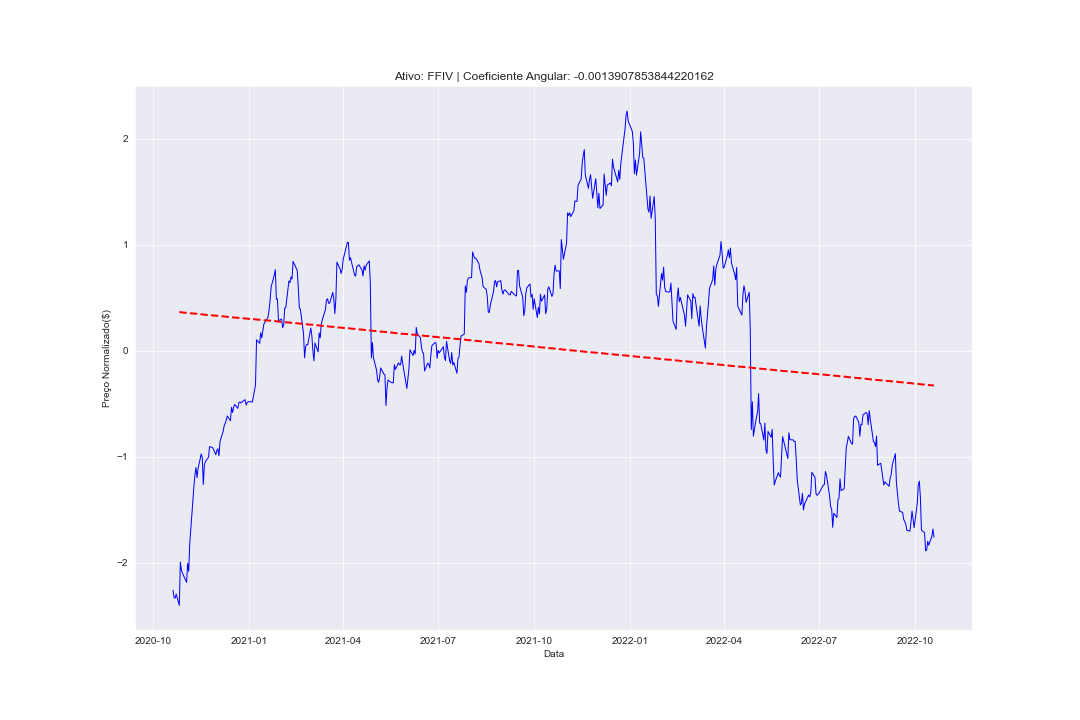 Ativo: FFIV | Coeficiente Angular: -0.0013907853844220162
2
1
0
−1
−2
Preço Normalizado($)
2020-10 2021-01 2021-04 2021-07 2021-10 2022-01 2022-04 2022-07 2022-10
Data